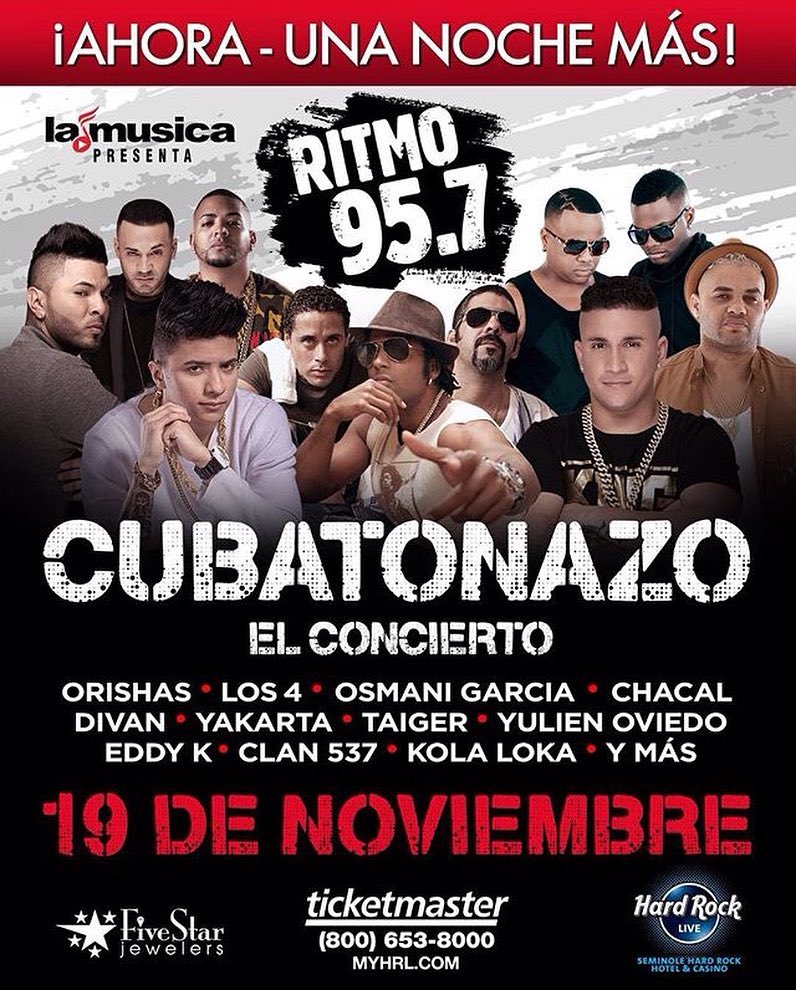 ¡AHORA - UNA NOCHE MÁS!
la musica
PRESENTA
RITMO
95.7
CUBATONAZO
EL CONCIERTO
ORISHAS • LOS 4 • OSMANI GARCIA • CHACAL
DIVAN • YAKARTA • TAIGER • YULIEN OVIEDO
EDDY K • CLAN 537 • KOLA LOKA • Y MÁS
19 DE NOVIEMBRE
FiveStar
jewelers
ticketmaster
(800) 653-8000
MYHRL.COM
Hard Rock
LIVE
SEMINOLE HARD ROCK
HOTEL & CASINO